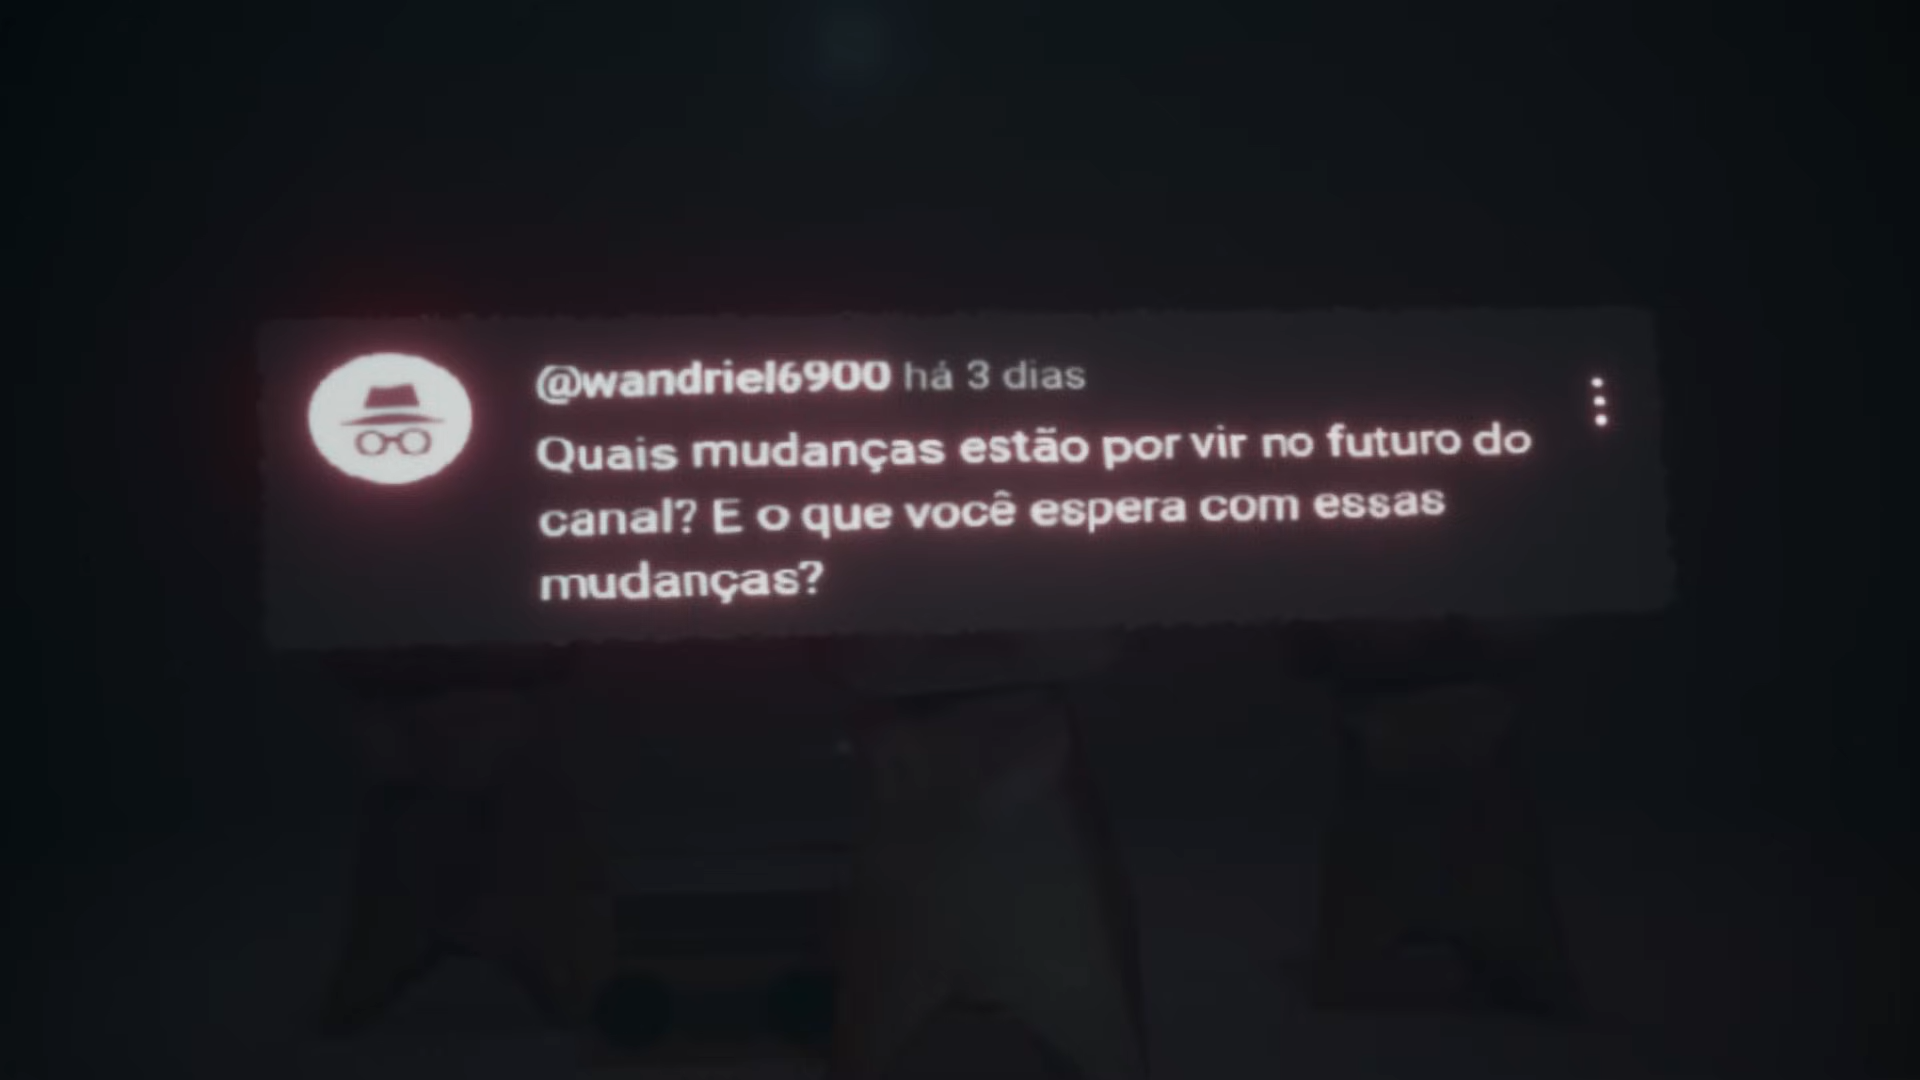 @wandriel6900 há 3 dias
Quais mudanças estão por vir no futuro do
canal? E o que você espera com essas
mudanças?